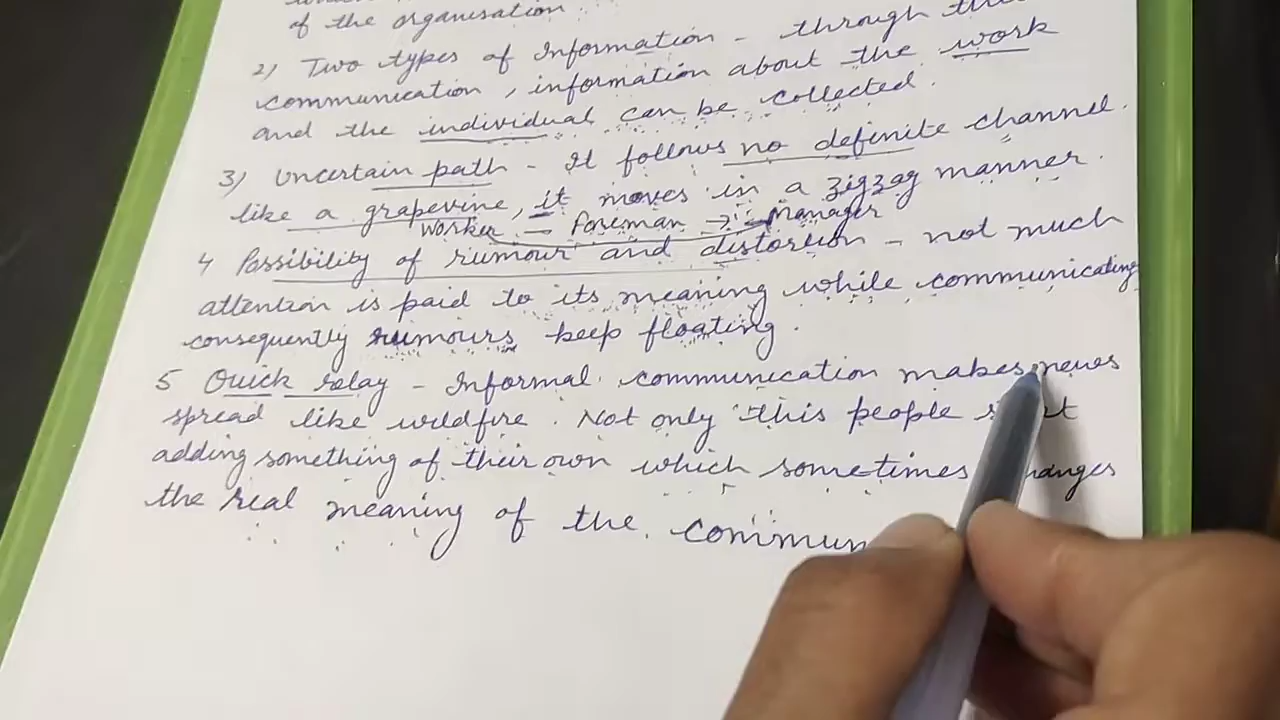 of the organisation.
2) Two types of Information - through this
communication, information about the work
and the individual can be collected.
3) Uncertain path - It follows no definite channel.
like a grapevine, it moves in a zigzag manner.
Worker → Foreman → Manager
4 Possibility of rumour and distortion - not much
attention is paid to its meaning while communicating
consequently rumours keep floating.
5 Quick relay - Informal communication makes news
spread like wildfire. Not only this people
adding something of their own which sometimes
the real meaning of the commun